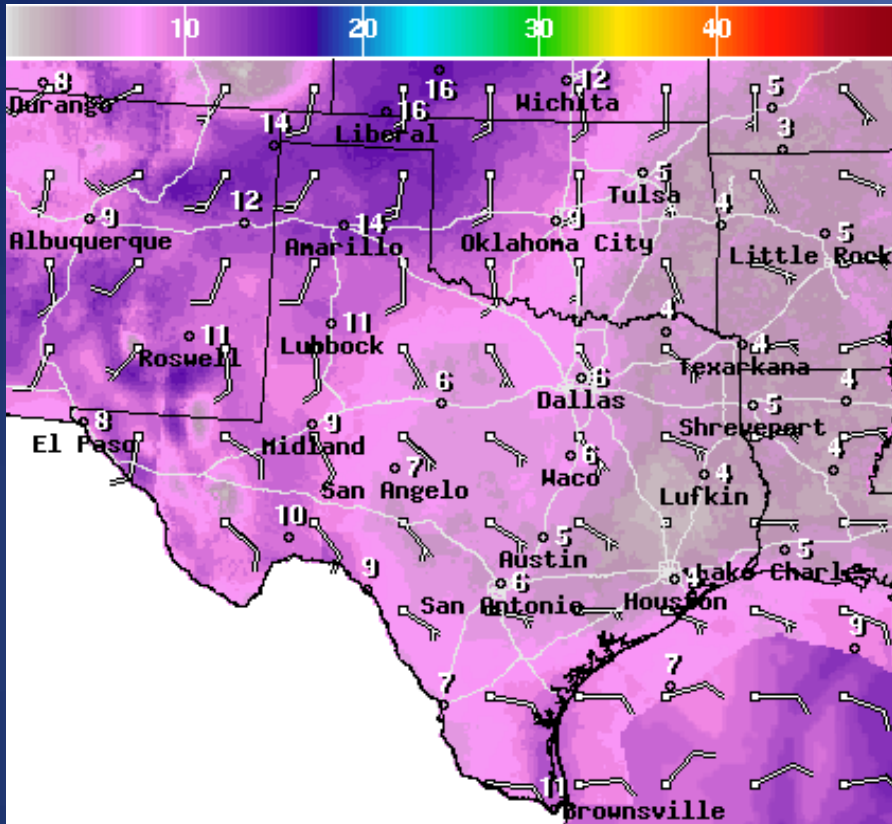 10 20 30 40
8 16 12 5
Durango Wichita
16
Liberal
14 3
5
Tulsa
9 12 14 9 4 5
Albuquerque Amarillo Oklahoma City Little Rock
11 11 4
Roswell Lubbock 4
Texarkana
6 6 4
Dallas
8 9 5
El Paso Midland Shreveport
7 6 4 4
San Angelo Waco Lufkin
10 5 5
Austin Lake Charles
9 6 4
San Antonio Houston
9
7 7
11
Brownsville